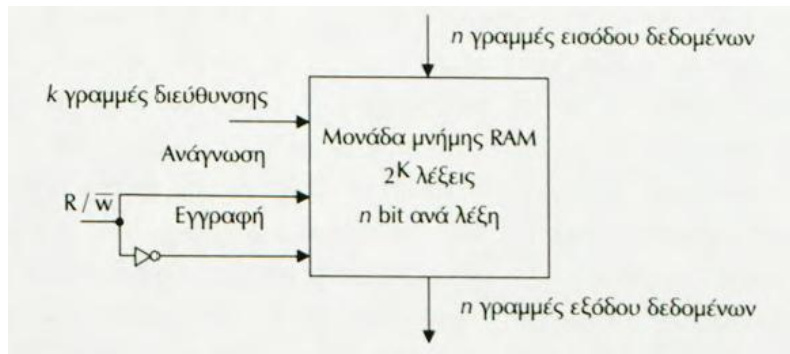 n γραμμές εισόδου δεδομένων
k γραμμές διεύθυνσης
Ανάγνωση
R / w̅
Εγγραφή
Μονάδα μνήμης RAM
2ᴷ λέξεις
n bit ανά λέξη
n γραμμές εξόδου δεδομένων